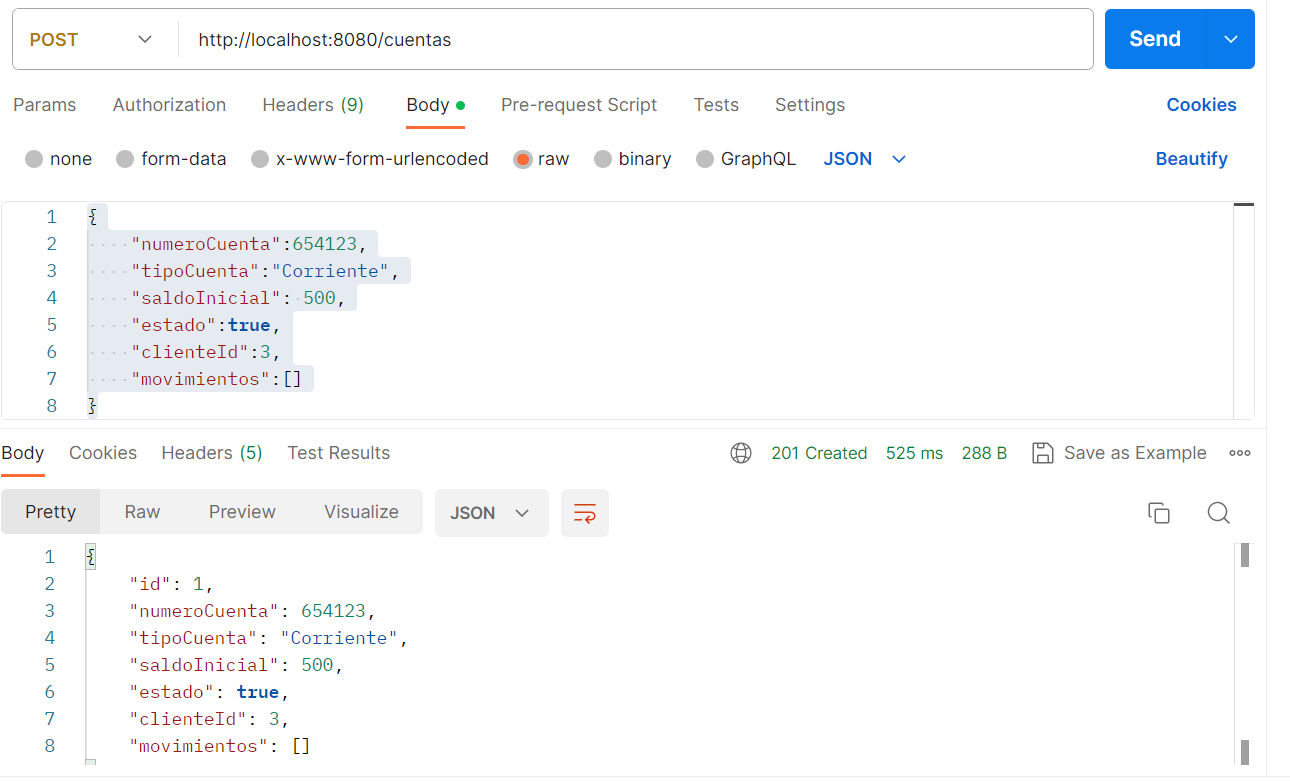 POST http://localhost:8080/cuentas Send
Params Authorization Headers (9) Body Pre-request Script Tests Settings Cookies
none form-data x-www-form-urlencoded raw binary GraphQL JSON Beautify
1 {
2 "numeroCuenta":654123,
3 "tipoCuenta":"Corriente",
4 "saldoInicial": 500,
5 "estado":true,
6 "clienteId":3,
7 "movimientos":[]
8 }
Body Cookies Headers (5) Test Results 201 Created 525 ms 288 B Save as Example
Pretty Raw Preview Visualize JSON
1 {
2 "id": 1,
3 "numeroCuenta": 654123,
4 "tipoCuenta": "Corriente",
5 "saldoInicial": 500,
6 "estado": true,
7 "clienteId": 3,
8 "movimientos": []